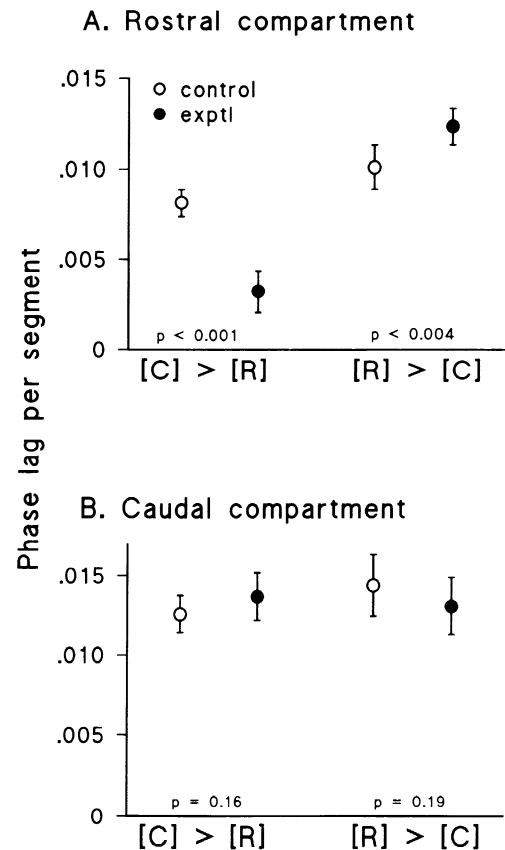 A. Rostral compartment
.015
control
exptl
.010
.005
p < 0.001
p < 0.004
0
[C] > [R]
[R] > [C]
Phase lag per segment
B. Caudal compartment
.015
.010
.005
p = 0.16
p = 0.19
0
[C] > [R]
[R] > [C]